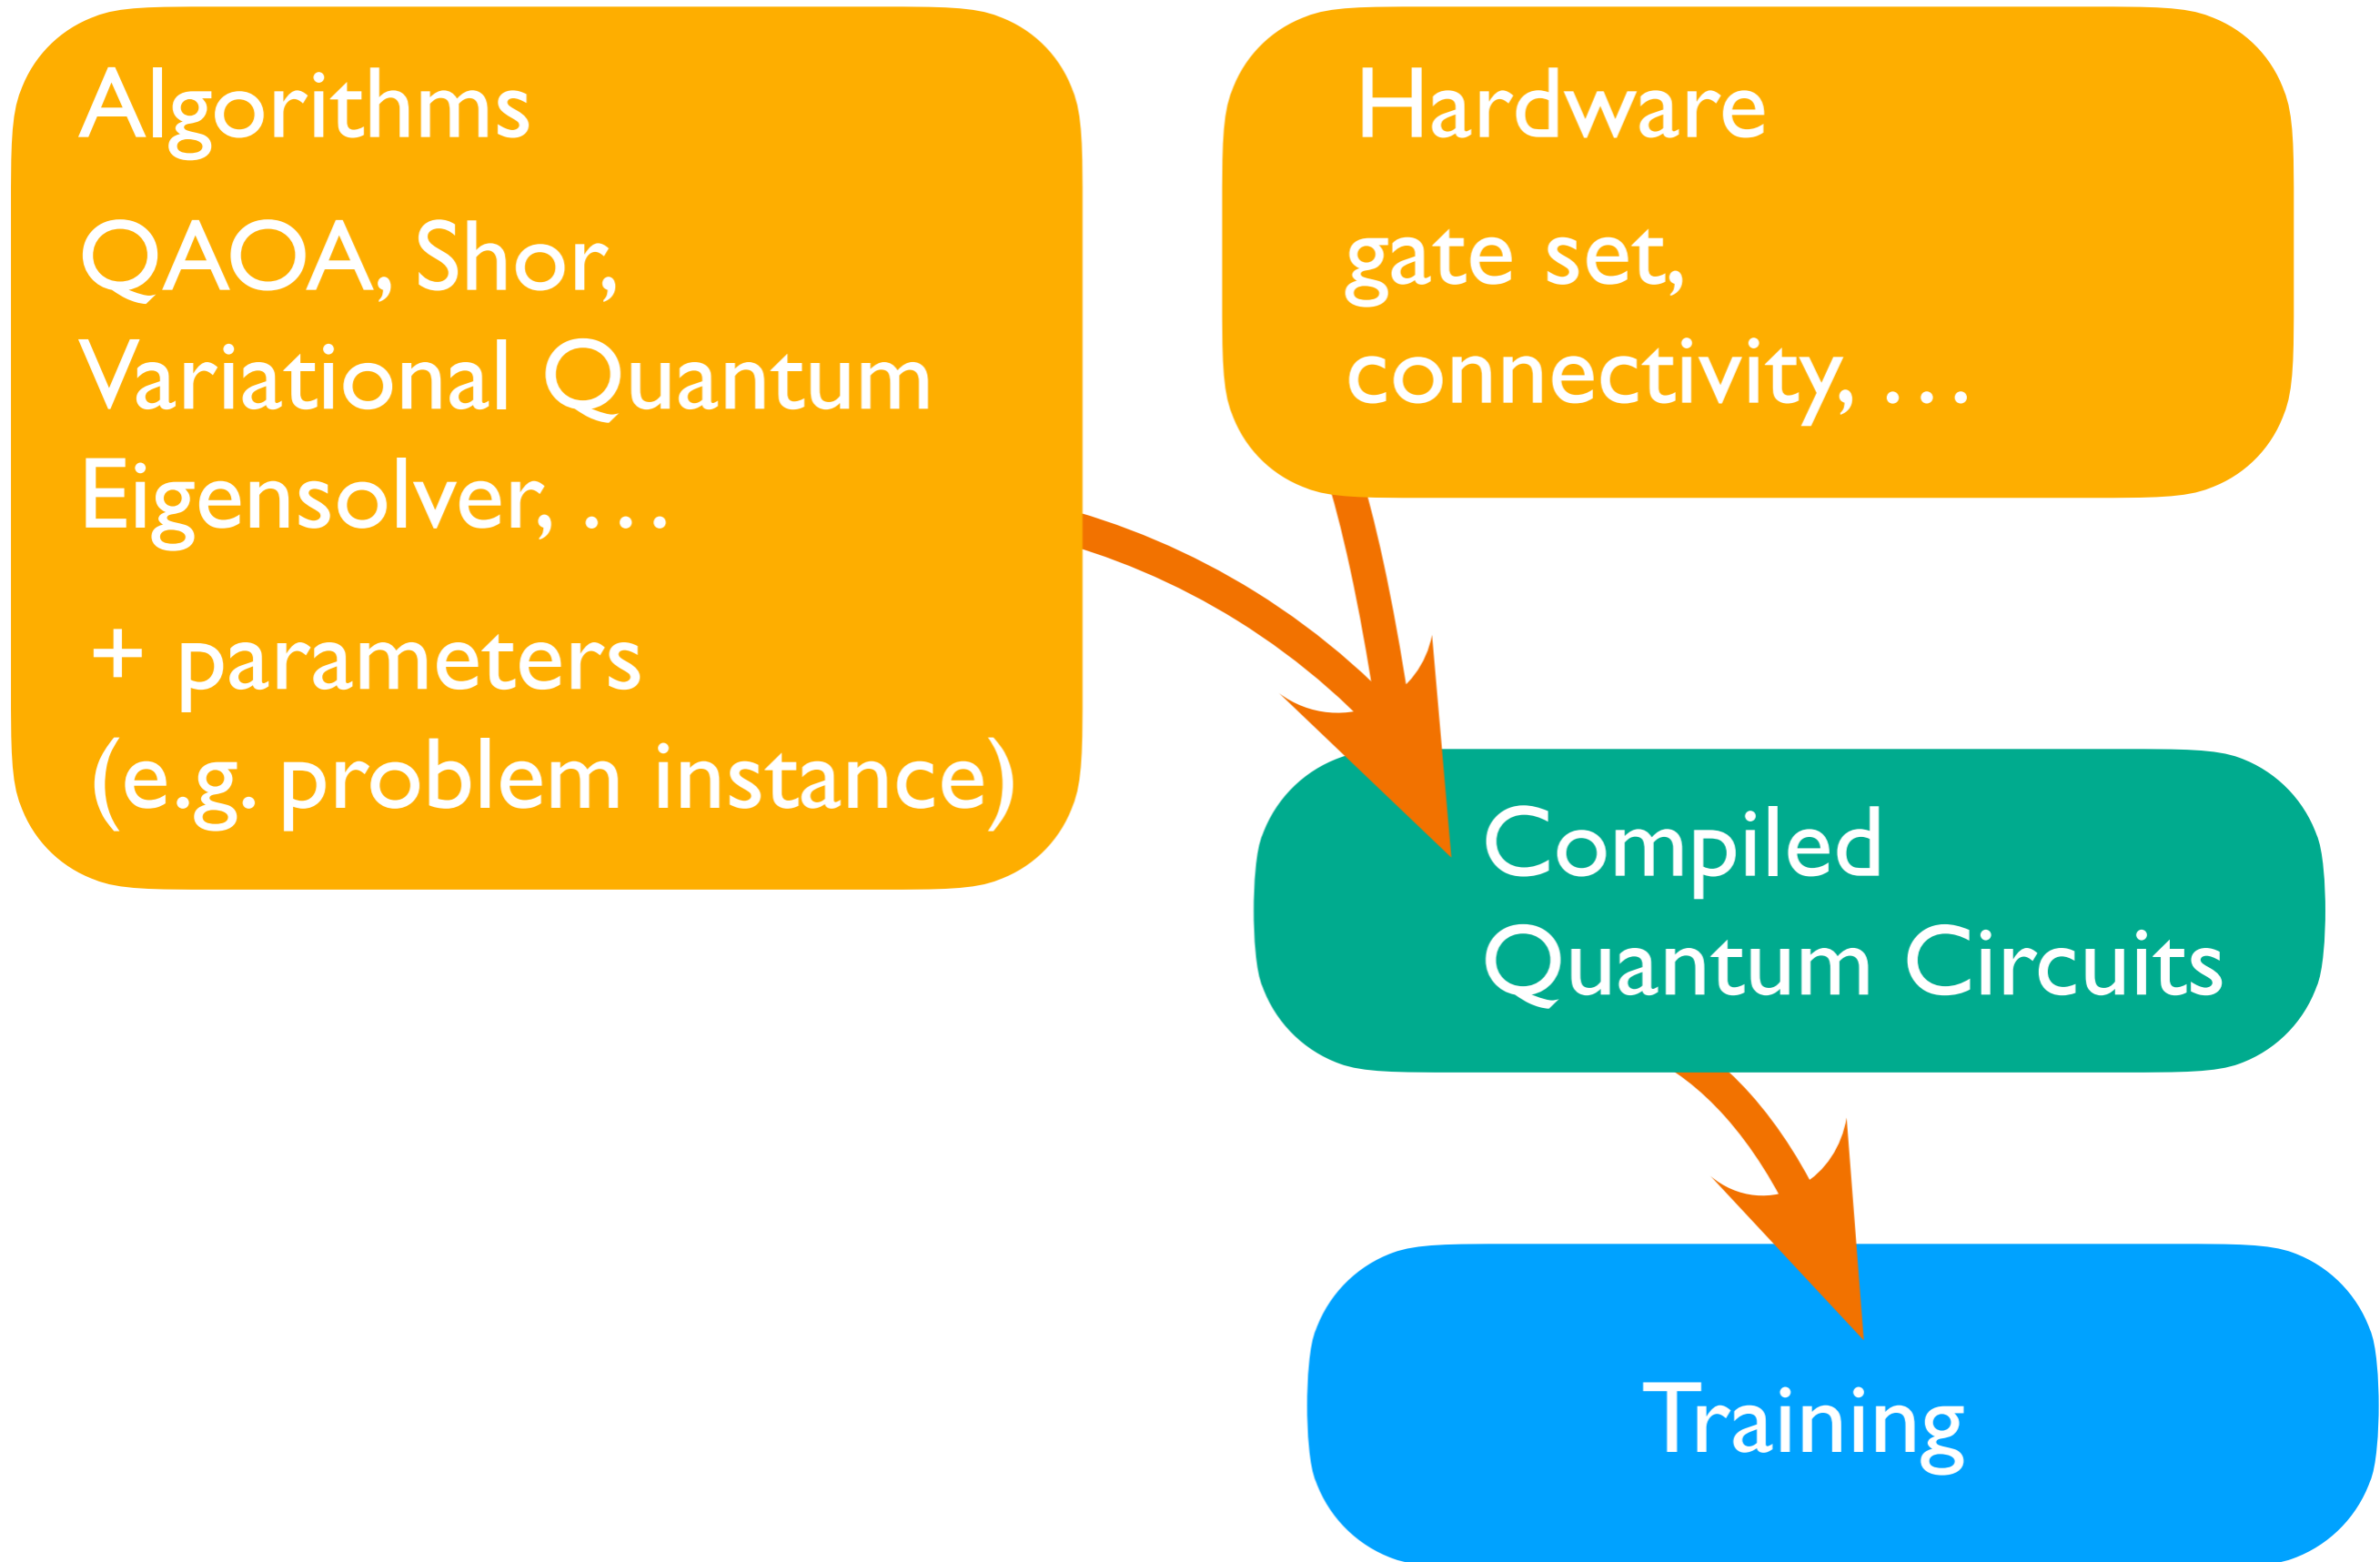 Algorithms
QAOA, Shor,
Variational Quantum
Eigensolver, ...
+ parameters
(e.g. problem instance)
Hardware
gate set,
connectivity, ...
Compiled
Quantum Circuits
Training